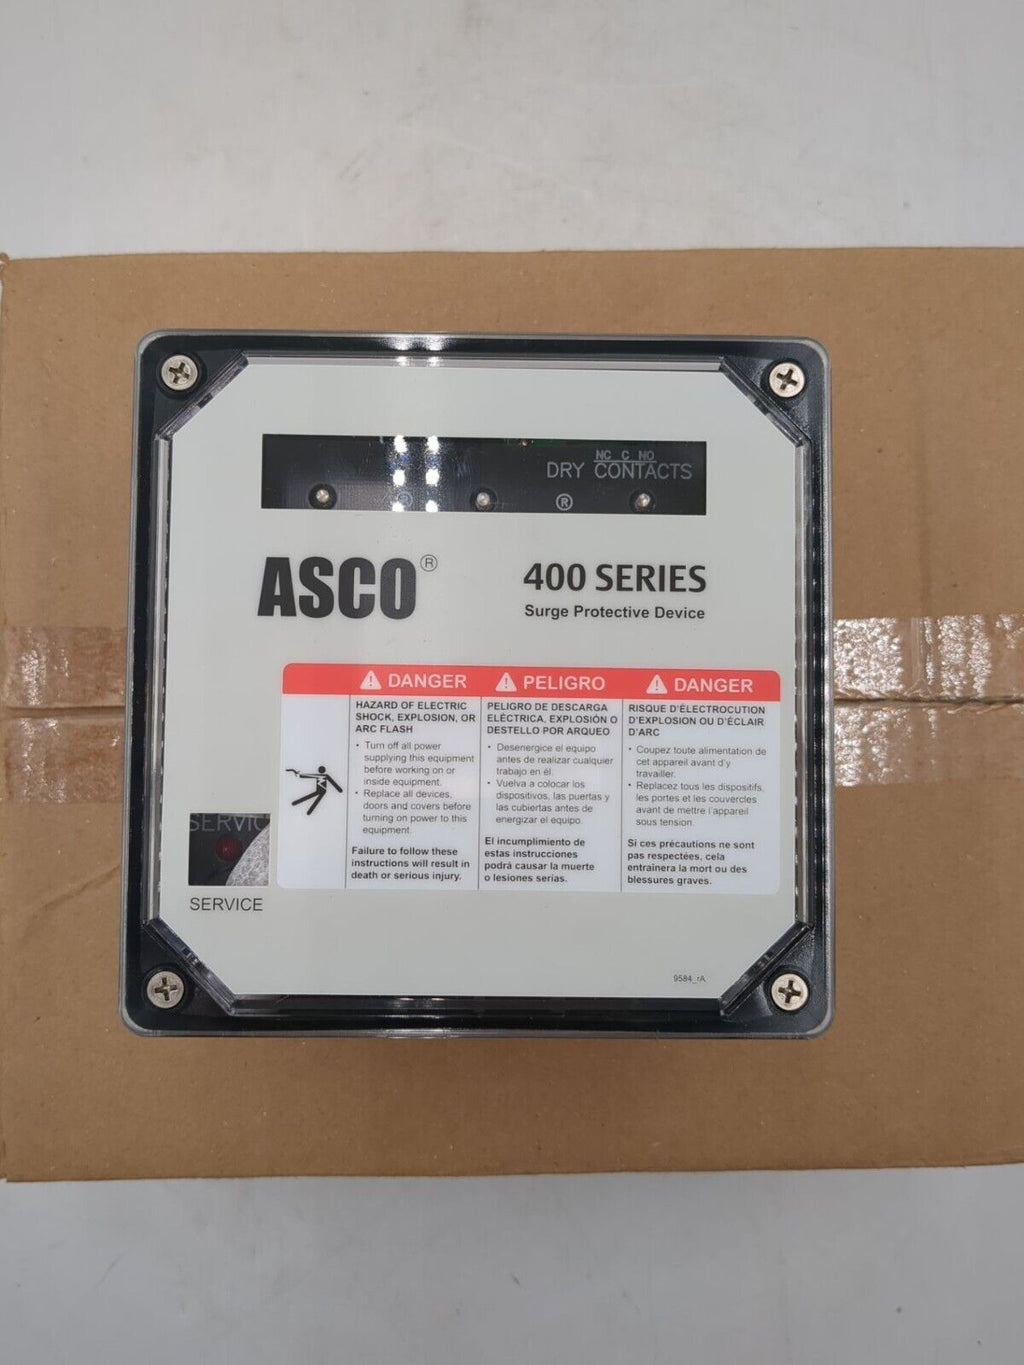 NC C NO
DRY CONTACTS
®
®
ASCO®
400 SERIES
Surge Protective Device
DANGER
HAZARD OF ELECTRIC
SHOCK, EXPLOSION, OR
ARC FLASH
• Turn off all power
supplying this equipment
before working on or
inside equipment.
• Replace all devices,
doors and covers before
turning on power to this
equipment.
Failure to follow these
instructions will result in
death or serious injury.
PELIGRO
PELIGRO DE DESCARGA
ELÉCTRICA, EXPLOSIÓN O
DESTELLO POR ARQUEO
• Desenergice el equipo
antes de realizar cualquier
trabajo en él.
• Vuelva a colocar los
dispositivos, las puertas y
las cubiertas antes de
energizar el equipo.
El incumplimiento de
estas instrucciones
podrá causar la muerte
o lesiones serias.
DANGER
RISQUE D'ÉLECTROCUTION
D'EXPLOSION OU D'ÉCLAIR
D'ARC
• Coupez toute alimentation de
cet appareil avant d'y
travailler.
• Replacez tous les dispositifs,
les portes et les couvercles
avant de mettre l'appareil
sous tension.
Si ces précautions ne sont
pas respectées, cela
entraînera la mort ou des
blessures graves.
SERVIC
SERVICE
9584_rA